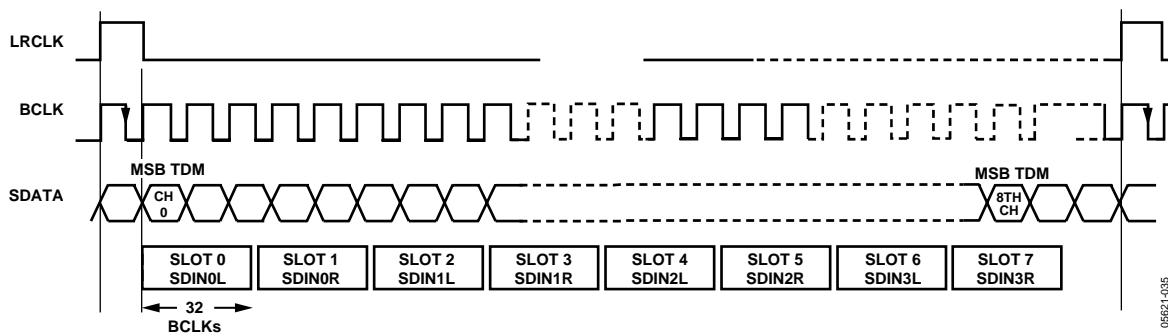 LRCLK
BCLK
MSB TDM
MSB TDM
SDATA
CH
0
8TH
CH
SLOT 0
SDIN0L
SLOT 1
SDIN0R
SLOT 2
SDIN1L
SLOT 3
SDIN1R
SLOT 4
SDIN2L
SLOT 5
SDIN2R
SLOT 6
SDIN3L
SLOT 7
SDIN3R
32
BCLKs
05621-035